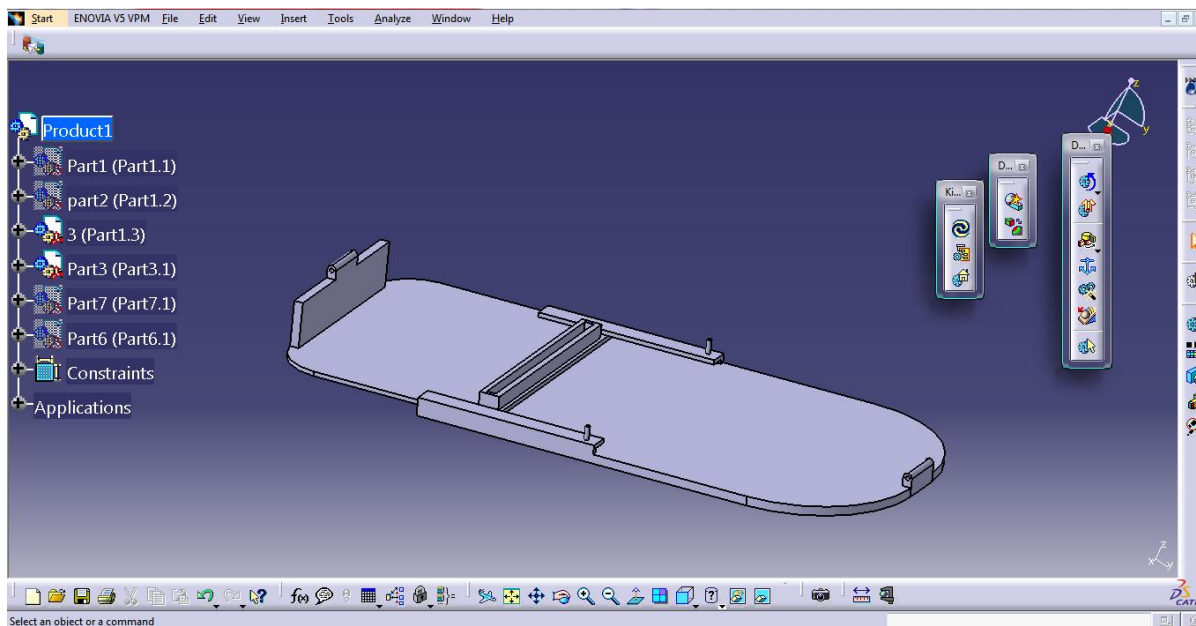 Start ENOVIA V5 VPM File Edit View Insert Tools Analyze Window Help
Product1
Part1 (Part1.1)
part2 (Part1.2)
3 (Part1.3)
Part3 (Part3.1)
Part7 (Part7.1)
Part6 (Part6.1)
Constraints
Applications
Ki...
D...
D...
z
y
z
x
y
f(x)
Select an object or a command